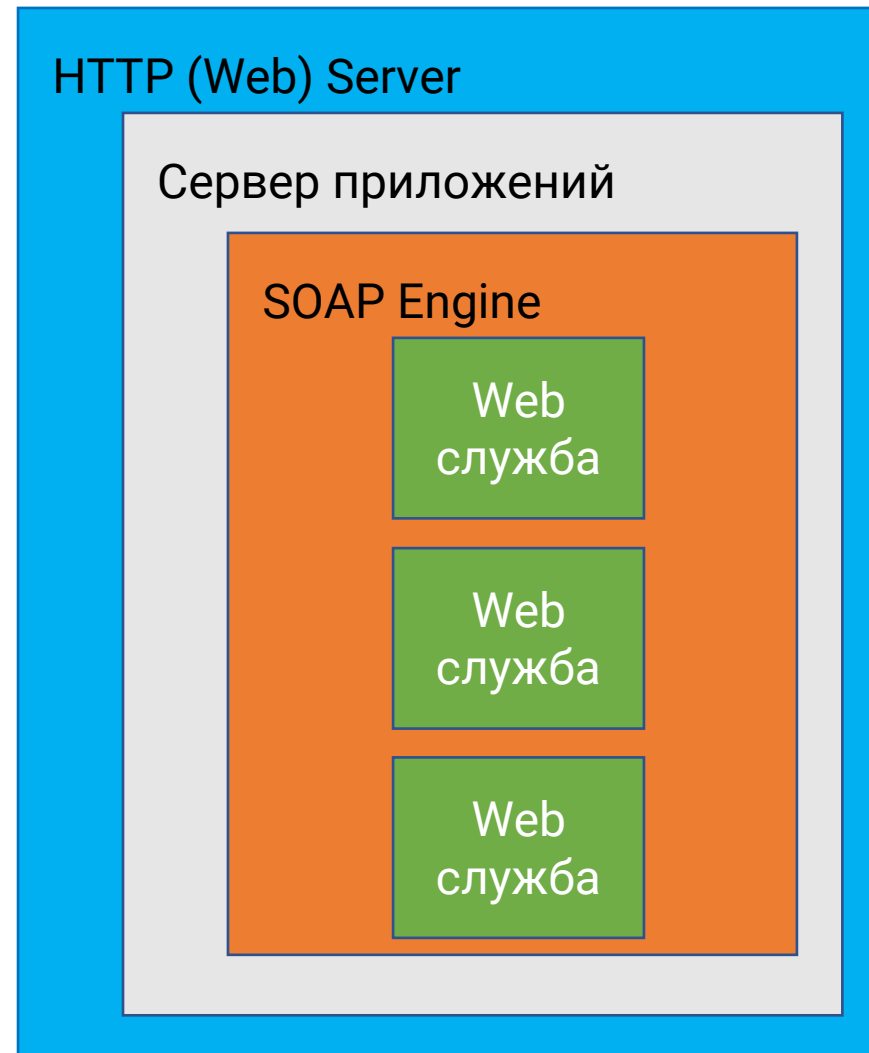 HTTP (Web) Server
Сервер приложений
SOAP Engine
Web
служба
Web
служба
Web
служба